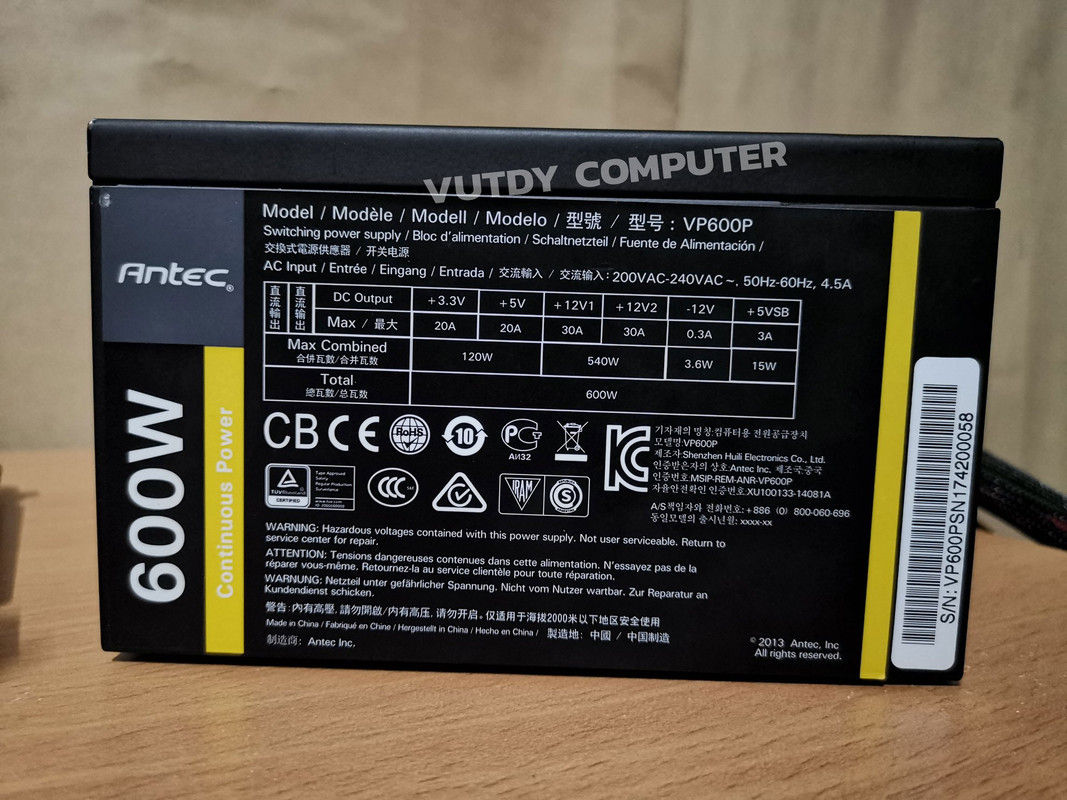 VUTDY COMPUTER
Antec®
600W
Continuous Power
Model / Modèle / Modell / Modelo / 型號 / 型号 : VP600P
Switching power supply / Bloc d'alimentation / Schaltnetzteil / Fuente de Alimentación /
交換式電源供應器 / 开关电源
AC Input / Entrée / Eingang / Entrada / 交流輸入 / 交流输入 : 200VAC-240VAC ~, 50Hz-60Hz, 4.5A
直流輸出 直流輸出 DC Output +3.3V +5V +12V1 +12V2 -12V +5VSB
Max / 最大 20A 20A 30A 30A 0.3A 3A
Max Combined 120W 540W 3.6W 15W
合併瓦數/合并瓦数
Total 600W
總瓦數/总瓦数
CB CE RoHS 10 PG KC
АИ32
TÜVRheinland
CERTIFIED
Type Approved
Safety
Regular Production
Surveillance
CCC S&E
IRAM S
기자재의 명칭:컴퓨터용 전원공급장치
모델명:VP600P
제조자:Shenzhen Huili Electronics Co., Ltd.
인증받은자의 상호:Antec Inc. 제조국:중국
인증번호:MSIP-REM-ANR-VP600P
자율안전확인 인증번호:XU100133-14081A
A/S책임자와 전화번호:+886 (0) 800-060-696
동일모델의 출시년월: xxxx-xx
WARNING: Hazardous voltages contained with this power supply. Not user serviceable. Return to
service center for repair.
ATTENTION: Tensions dangereuses contenues dans cette alimentation. N'essayez pas de la
réparer vous-même. Retournez-la au service clientèle pour toute réparation.
WARNUNG: Netzteil unter gefährlicher Spannung. Nicht vom Nutzer wartbar. Zur Reparatur an
Kundendienst schicken.
警告:內有高壓, 請勿開啟/内有高压, 请勿开启, 仅适用于海拔2000米以下地区安全使用
Made in China / Fabriqué en Chine / Hergestellt in China / Hecho en China / 製造地: 中國 / 中国制造
制造商: Antec Inc.
© 2013 Antec, Inc
All rights reserved.
S/N: VP600PSN174200058